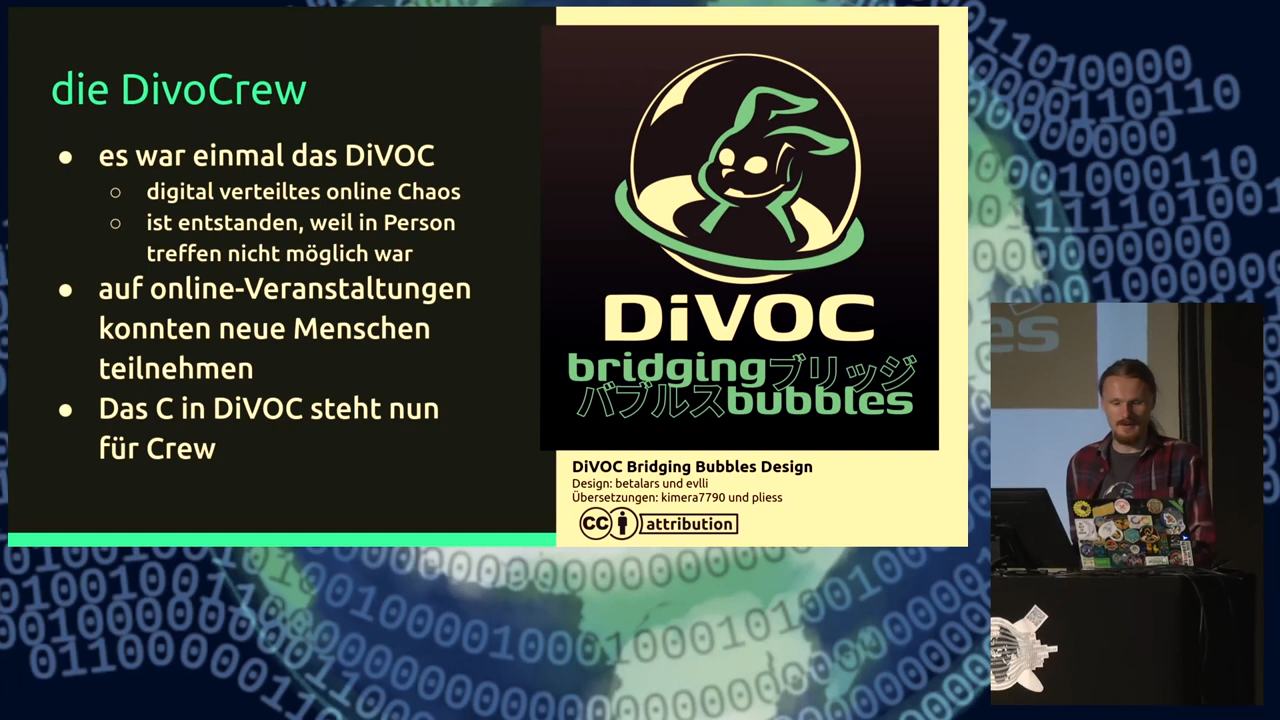 die DivoCrew
● es war einmal das DiVOC
○ digital verteiltes online Chaos
○ ist entstanden, weil in Person
treffen nicht möglich war
● auf online-Veranstaltungen
konnten neue Menschen
teilnehmen
● Das C in DiVOC steht nun
für Crew
DiVOC
bridgingブリッジ
バブルスbubbles
DiVOC Bridging Bubbles Design
Design: betalars und evlli
Übersetzungen: kimera7790 und pliess
cc attribution